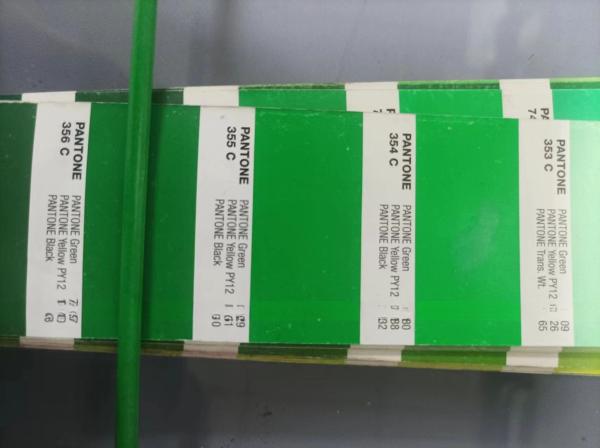 PANTONE
356 C
PANTONE Green
PANTONE Yellow PY12
PANTONE Black
PANTONE
355 C
PANTONE Green
PANTONE Yellow PY12
PANTONE Black
PANTONE
354 C
PANTONE Green
PANTONE Yellow PY12
PANTONE Black
PANTONE
353 C
PANTONE Green 09
PANTONE Yellow PY12 26
PANTONE Trans. Wt. 65